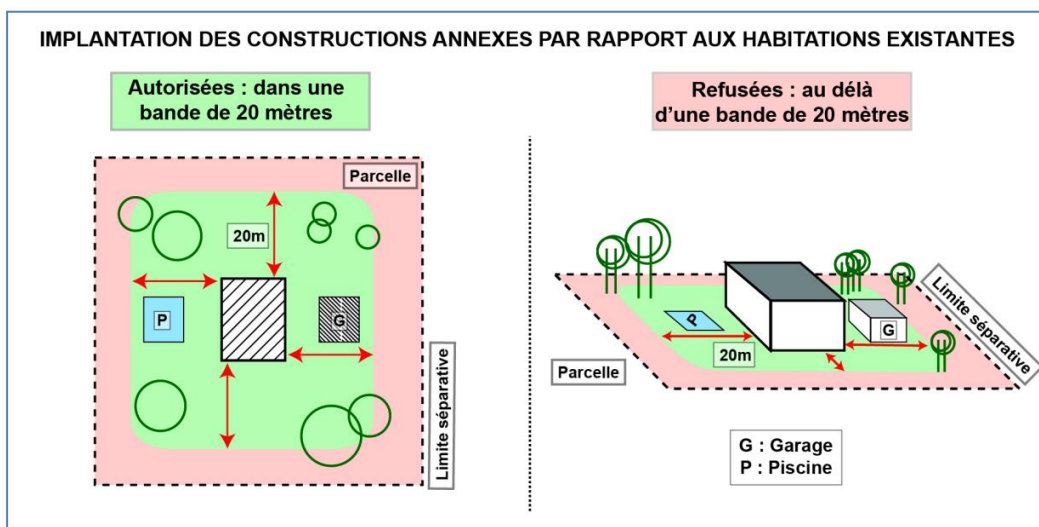 IMPLANTATION DES CONSTRUCTIONS ANNEXES PAR RAPPORT AUX HABITATIONS EXISTANTES
Autorisées : dans une
bande de 20 mètres
Parcelle
20m
P
G
Limite séparative
Refusées : au délà
d'une bande de 20 mètres
Limite séparative
P
G
20m
Parcelle
G : Garage
P : Piscine